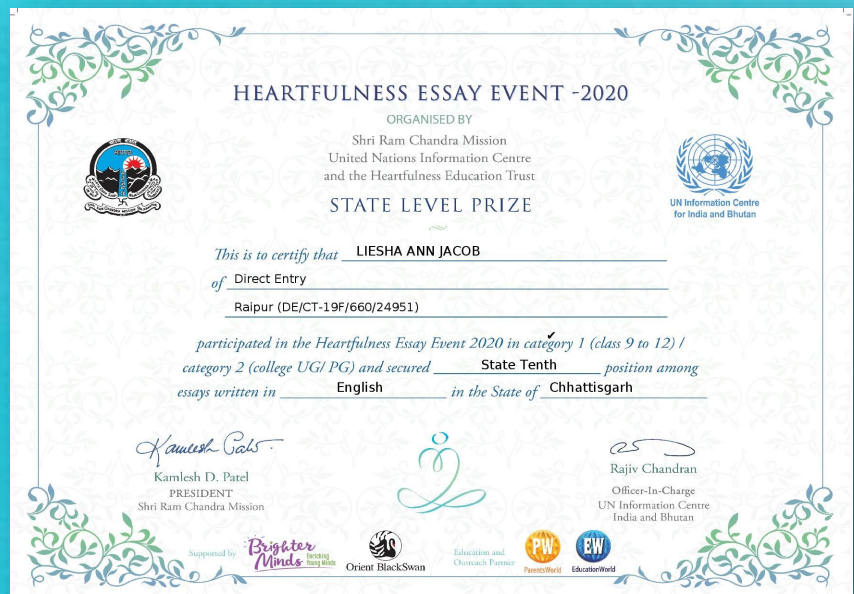 HEARTFULNESS ESSAY EVENT -2020
ORGANISED BY
Shri Ram Chandra Mission
United Nations Information Centre
and the Heartfulness Education Trust
STATE LEVEL PRIZE
UN Information Centre
for India and Bhutan
This is to certify that LIESHA ANN JACOB
of Direct Entry
Raipur (DE/CT-19F/660/24951)
participated in the Heartfulness Essay Event 2020 in category 1 (class 9 to 12) /
category 2 (college UG/ PG) and secured State Tenth position among
essays written in English in the State of Chhattisgarh
Kamlesh D. Patel
PRESIDENT
Shri Ram Chandra Mission
Rajiv Chandran
Officer-In-Charge
UN Information Centre
India and Bhutan
Supported by
Brighter
Minds
Enriching
Young Minds
Orient BlackSwan
Education and
Outreach Partner
PW
ParentsWorld
EW
EducationWorld